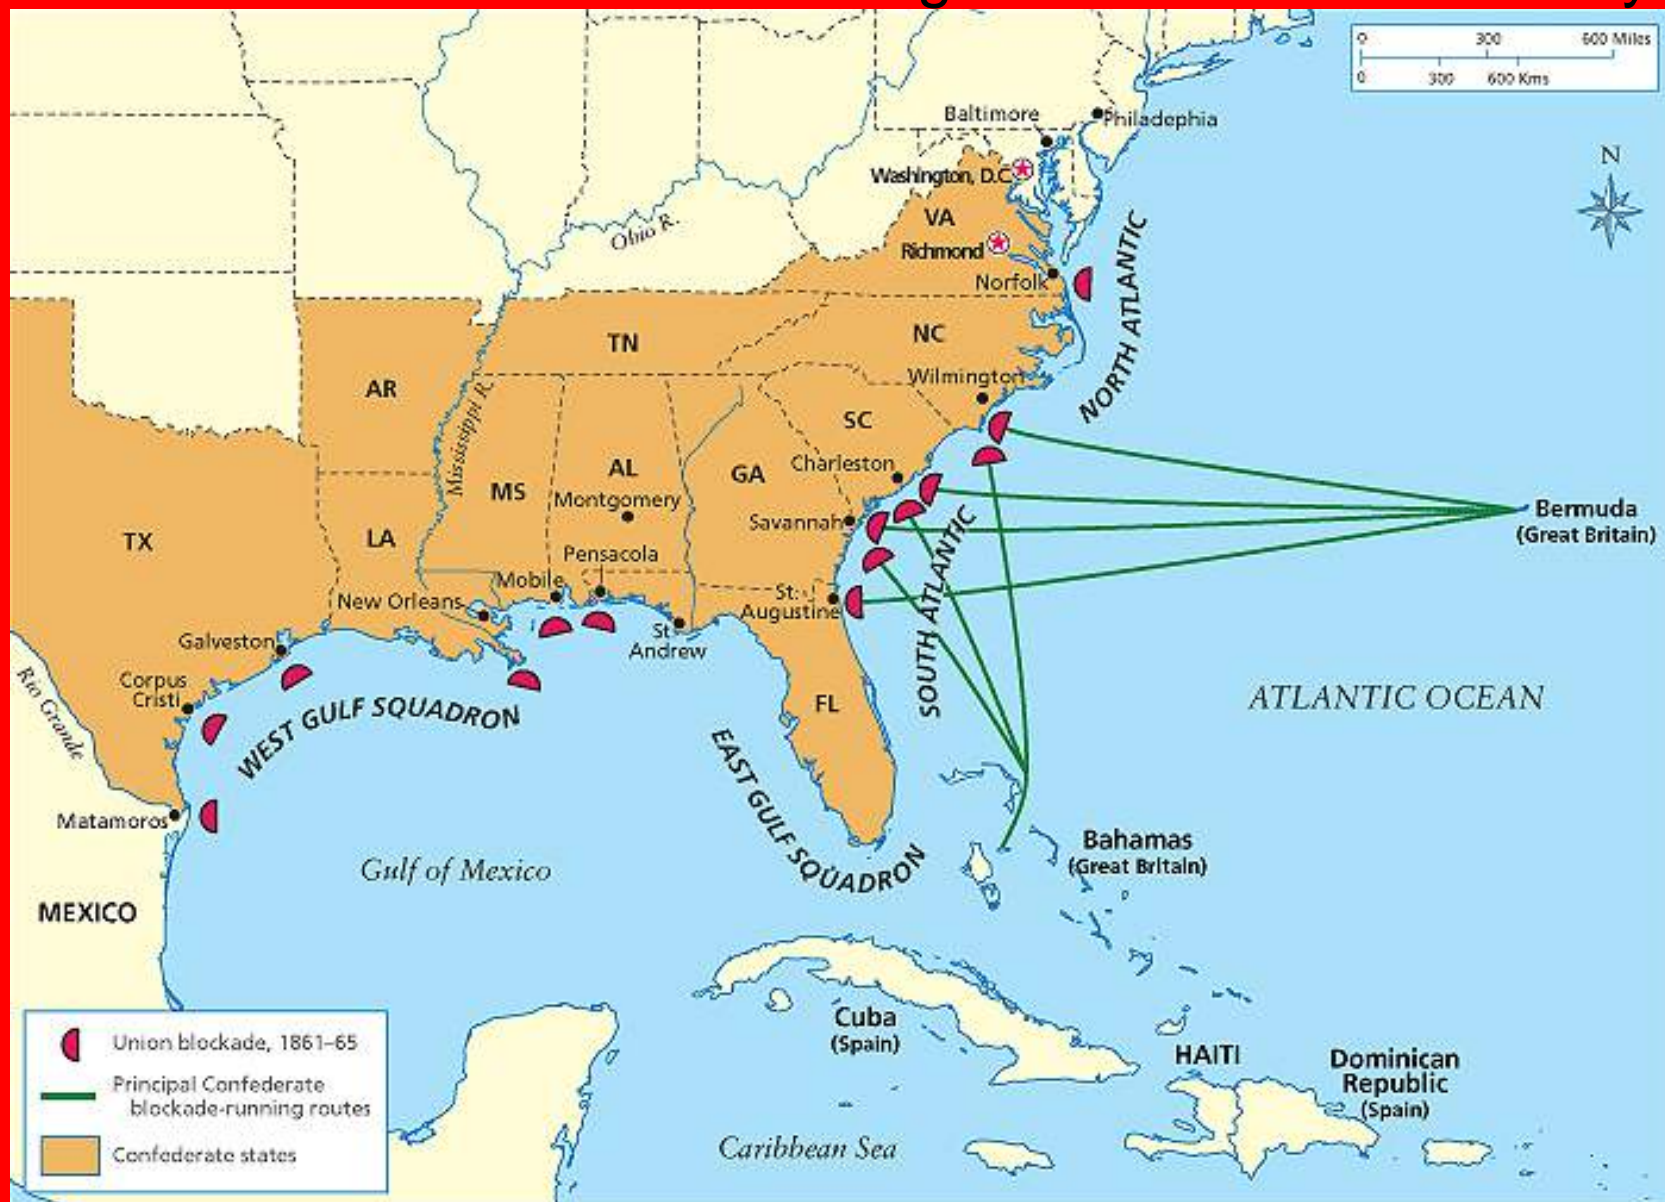 0 300 600 Miles
0 300 600 Kms
N
Baltimore
Philadephia
Washington, D.C.
VA
Ohio R.
Richmond
Norfolk
NORTH ATLANTIC
TN
NC
AR
Wilmington
Mississippi R.
SC
Charleston
AL
GA
MS
Montgomery
Savannah
Bermuda
(Great Britain)
TX
LA
Pensacola
Mobile
New Orleans
St.
Augustine
SOUTH ATLANTIC
Galveston
St.
Andrew
Corpus
Cristi
FL
ATLANTIC OCEAN
Rio Grande
WEST GULF SQUADRON
EAST GULF SQUADRON
Matamoros
Bahamas
(Great Britain)
Gulf of Mexico
MEXICO
Cuba
(Spain)
HAITI
Dominican
Republic
(Spain)
Caribbean Sea
Union blockade, 1861–65
Principal Confederate
blockade-running routes
Confederate states